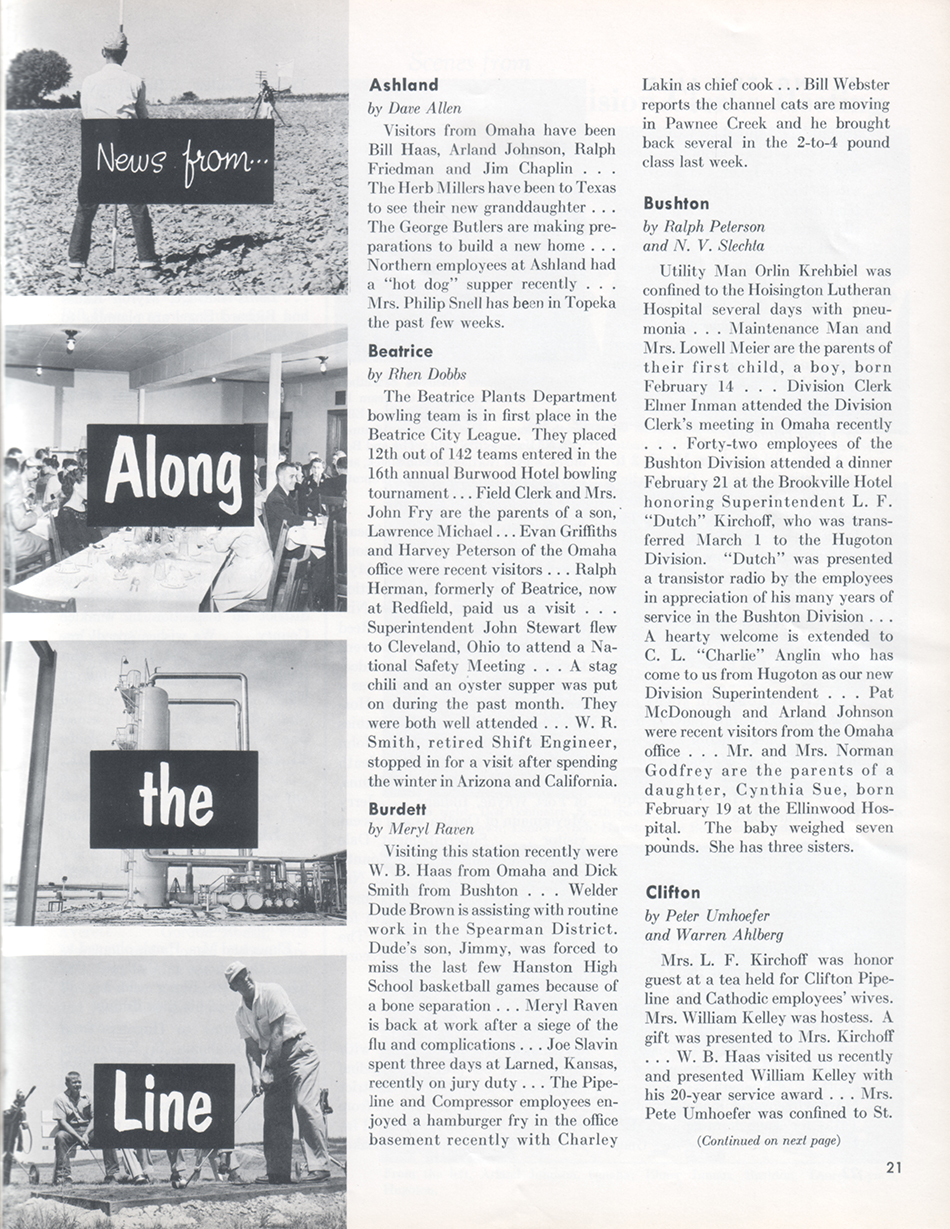 News from...
Along
the
Line
Ashland
by Dave Allen
Visitors from Omaha have been
Bill Haas, Arland Johnson, Ralph
Friedman and Jim Chaplin . . .
The Herb Millers have been to Texas
to see their new granddaughter . . .
The George Butlers are making pre-
parations to build a new home . . .
Northern employees at Ashland had
a “hot dog” supper recently . . .
Mrs. Philip Snell has been in Topeka
the past few weeks.
Beatrice
by Rhen Dobbs
The Beatrice Plants Department
bowling team is in first place in the
Beatrice City League. They placed
12th out of 142 teams entered in the
16th annual Burwood Hotel bowling
tournament . . . Field Clerk and Mrs.
John Fry are the parents of a son,
Lawrence Michael . . . Evan Griffiths
and Harvey Peterson of the Omaha
office were recent visitors . . . Ralph
Herman, formerly of Beatrice, now
at Redfield, paid us a visit . . .
Superintendent John Stewart flew
to Cleveland, Ohio to attend a Na-
tional Safety Meeting . . . A stag
chili and an oyster supper was put
on during the past month. They
were both well attended . . . W. R.
Smith, retired Shift Engineer,
stopped in for a visit after spending
the winter in Arizona and California.
Burdett
by Meryl Raven
Visiting this station recently were
W. B. Haas from Omaha and Dick
Smith from Bushton . . . Welder
Dude Brown is assisting with routine
work in the Spearman District.
Dude’s son, Jimmy, was forced to
miss the last few Hanston High
School basketball games because of
a bone separation . . . Meryl Raven
is back at work after a siege of the
flu and complications . . . Joe Slavin
spent three days at Larned, Kansas,
recently on jury duty . . . The Pipe-
line and Compressor employees en-
joyed a hamburger fry in the office
basement recently with Charley
Lakin as chief cook . . . Bill Webster
reports the channel cats are moving
in Pawnee Creek and he brought
back several in the 2-to-4 pound
class last week.
Bushton
by Ralph Peterson
and N. V. Slechta
Utility Man Orlin Krehbiel was
confined to the Hoisington Lutheran
Hospital several days with pneu-
monia . . . Maintenance Man and
Mrs. Lowell Meier are the parents of
their first child, a boy, born
February 14 . . . Division Clerk
Elmer Inman attended the Division
Clerk’s meeting in Omaha recently
. . . Forty-two employees of the
Bushton Division attended a dinner
February 21 at the Brookville Hotel
honoring Superintendent L. F.
“Dutch” Kirchoff, who was trans-
ferred March 1 to the Hugoton
Division. “Dutch” was presented
a transistor radio by the employees
in appreciation of his many years of
service in the Bushton Division . . .
A hearty welcome is extended to
C. L. “Charlie” Anglin who has
come to us from Hugoton as our new
Division Superintendent . . . Pat
McDonough and Arland Johnson
were recent visitors from the Omaha
office . . . Mr. and Mrs. Norman
Godfrey are the parents of a
daughter, Cynthia Sue, born
February 19 at the Ellinwood Hos-
pital. The baby weighed seven
pounds. She has three sisters.
Clifton
by Peter Umhoefer
and Warren Ahlberg
Mrs. L. F. Kirchoff was honor
guest at a tea held for Clifton Pipe-
line and Cathodic employees’ wives.
Mrs. William Kelley was hostess. A
gift was presented to Mrs. Kirchoff
. . . W. B. Haas visited us recently
and presented William Kelley with
his 20-year service award . . . Mrs.
Pete Umhoefer was confined to St.
(Continued on next page)
21